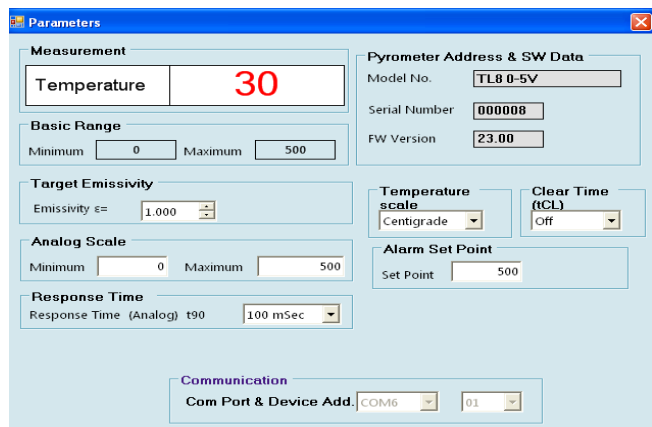 Parameters
Measurement
Temperature 30
Basic Range
Minimum 0 Maximum 500
Target Emissivity
Emissivity ε= 1.000
Analog Scale
Minimum 0 Maximum 500
Response Time
Response Time (Analog) t90 100 mSec
Pyrometer Address & SW Data
Model No. TL8 0-5V
Serial Number 000008
FW Version 23.00
Temperature
scale
Centigrade
Clear Time
(tCL)
Off
Alarm Set Point
Set Point 500
Communication
Com Port & Device Add. COM6 01